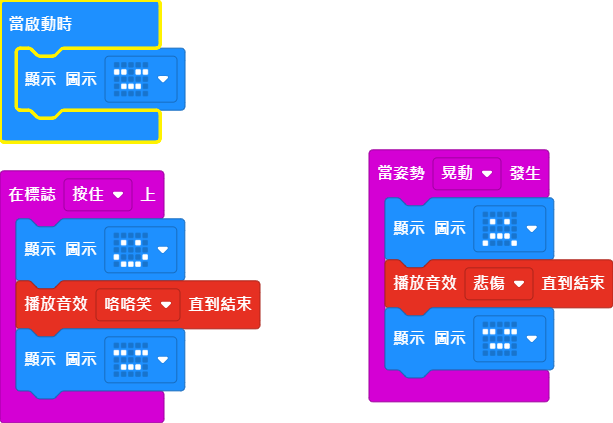 當啟動時
顯示 圖示
在標誌 按住 上
顯示 圖示
播放音效 咯咯笑 直到結束
顯示 圖示
當姿勢 晃動 發生
顯示 圖示
播放音效 悲傷 直到結束
顯示 圖示